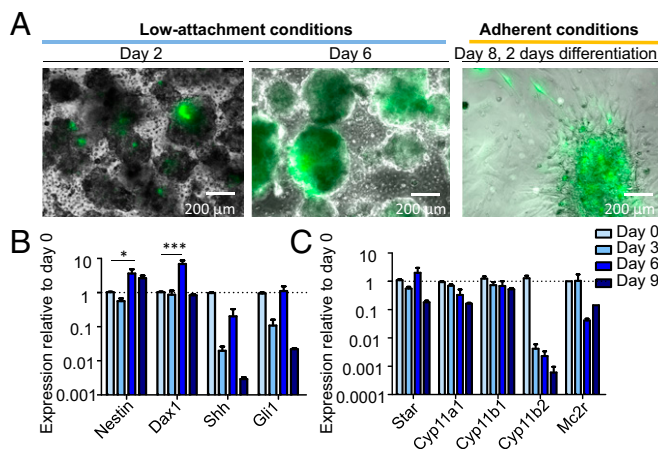 A
Low-attachment conditions
Adherent conditions
Day 2
Day 6
Day 8, 2 days differentiation
200 µm
200 µm
200 µm
B
Expression relative to day 0
10
1
0.1
0.01
0.001
*
***
Nestin
Dax1
Shh
Gli1
C
Expression relative to day 0
10
1
0.1
0.01
0.001
0.0001
Star
Cyp11a1
Cyp11b1
Cyp11b2
Mc2r
Day 0
Day 3
Day 6
Day 9